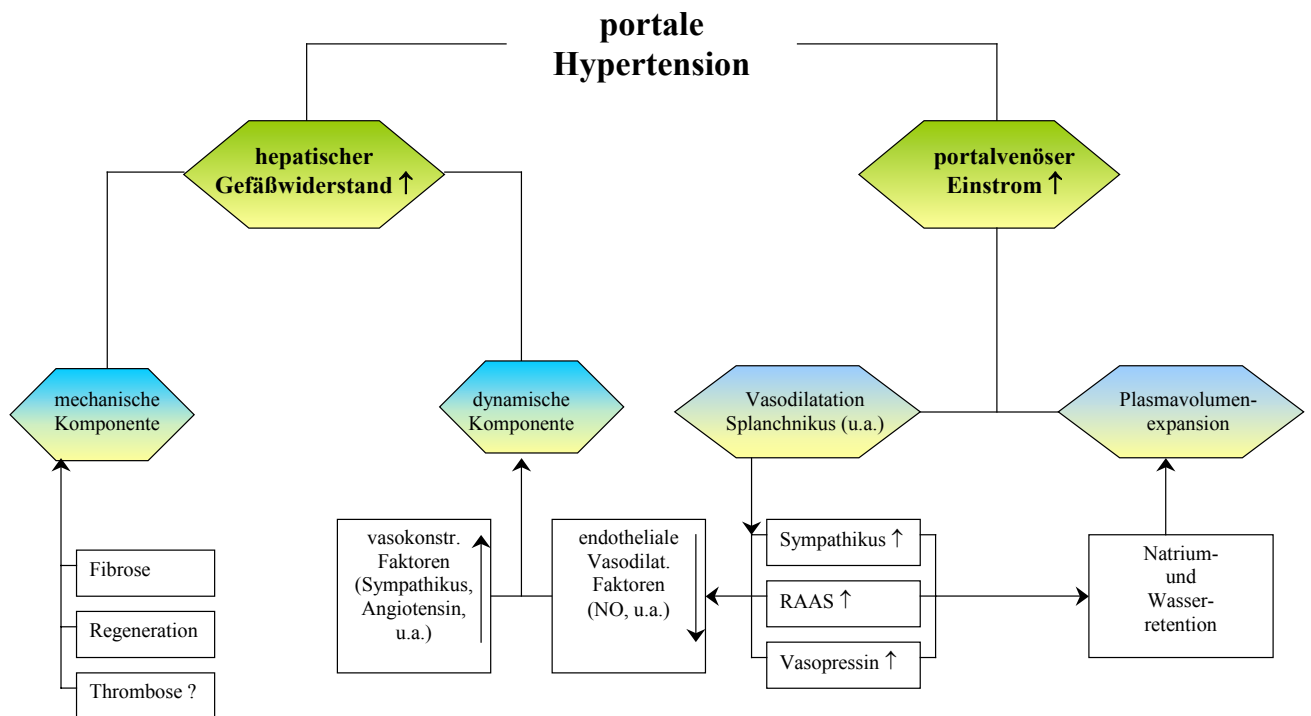 portale
Hypertension
hepatischer
Gefäßwiderstand ↑
portalvenöser
Einstrom ↑
mechanische
Komponente
dynamische
Komponente
Vasodilatation
Splanchnikus (u.a.)
Plasmavolumen-
expansion
Fibrose
Regeneration
Thrombose ?
vasokonstr.
Faktoren
(Sympathikus,
Angiotensin,
u.a.)
endotheliale
Vasodilat.
Faktoren
(NO, u.a.)
Sympathikus ↑
RAAS ↑
Vasopressin ↑
Natrium-
und
Wasser-
retention